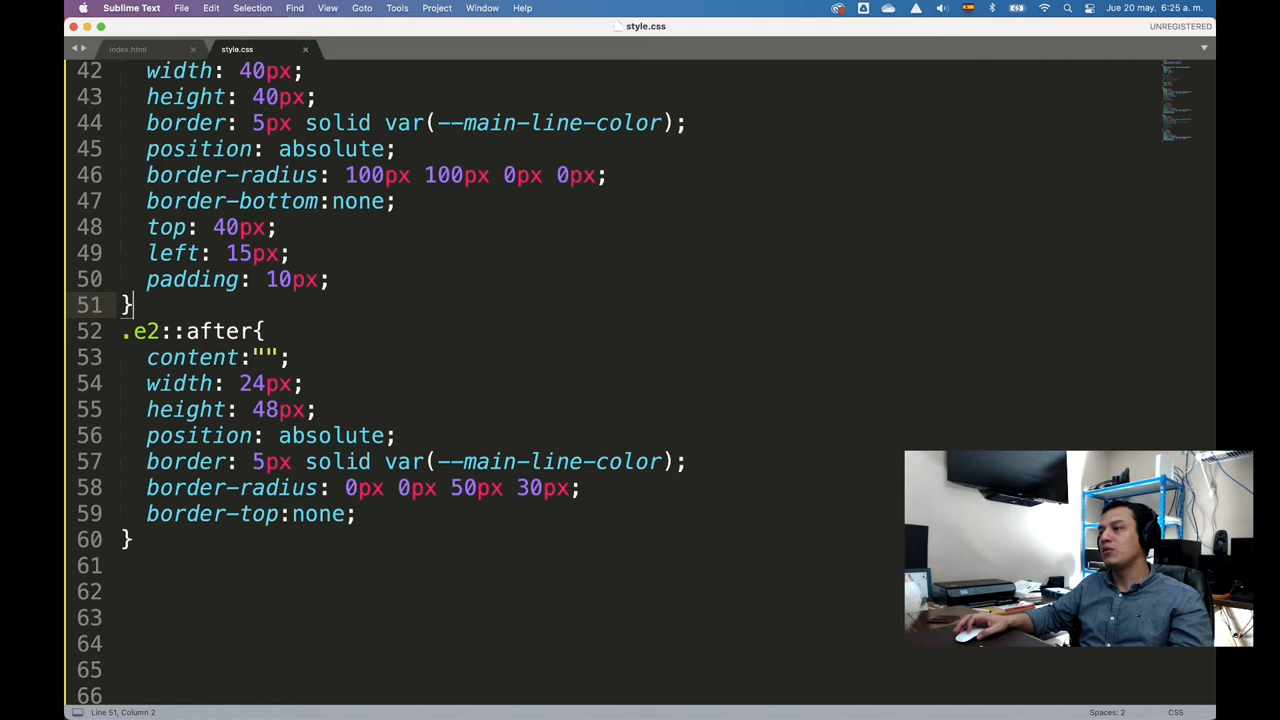 Sublime Text File Edit Selection Find View Goto Tools Project Window Help Jue 20 may. 6:25 a. m.
style.css UNREGISTERED
index.html style.css
42 width: 40px;
43 height: 40px;
44 border: 5px solid var(--main-line-color);
45 position: absolute;
46 border-radius: 100px 100px 0px 0px;
47 border-bottom:none;
48 top: 40px;
49 left: 15px;
50 padding: 10px;
51 }
52 .e2::after{
53 content:"";
54 width: 24px;
55 height: 48px;
56 position: absolute;
57 border: 5px solid var(--main-line-color);
58 border-radius: 0px 0px 50px 30px;
59 border-top:none;
60 }
61
62
63
64
65
66
Line 51, Column 2 Spaces: 2 CSS